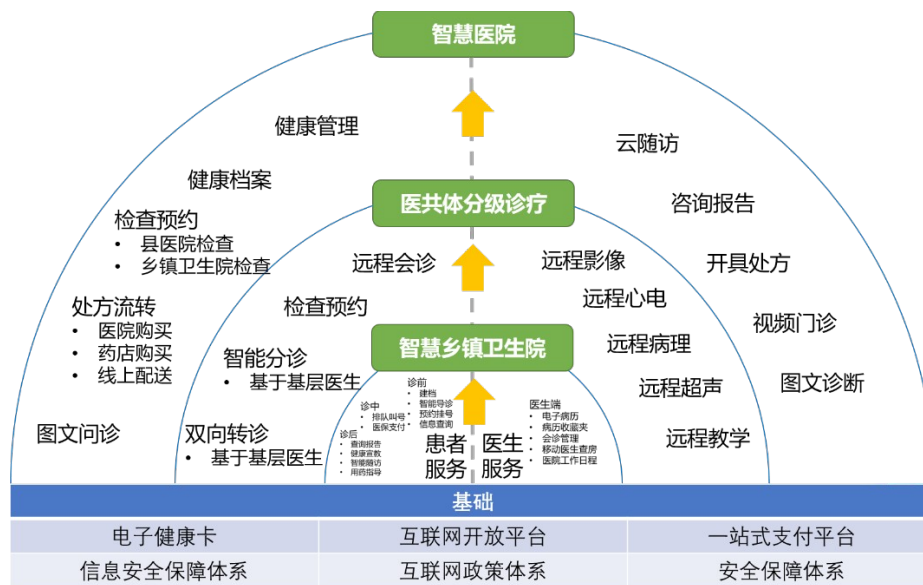 智慧医院
健康管理
健康档案
检查预约
• 县医院检查
• 乡镇卫生院检查
处方流转
• 医院购买
• 药店购买
• 线上配送
图文问诊
云随访
咨询报告
开具处方
视频门诊
图文诊断
医共体分级诊疗
远程会诊
检查预约
智能分诊
• 基于基层医生
双向转诊
• 基于基层医生
远程影像
远程心电
远程病理
远程超声
远程教学
智慧乡镇卫生院
诊前
• 建档
• 智能导诊
• 预约挂号
• 信息查询
诊中
• 排队叫号
• 医保支付
诊后
• 查询报告
• 健康宣教
• 智能随访
• 用药指导
患者
服务
医生
服务
医生端
• 电子病历
• 病历收藏夹
• 会诊管理
• 移动医生查房
• 医院工作日程
基础
电子健康卡
互联网开放平台
一站式支付平台
信息安全保障体系
互联网政策体系
安全保障体系